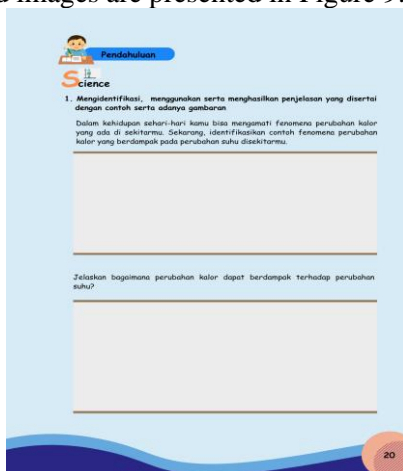 d images are presented in Figure 9.
Pendahuluan
Science
1. Mengidentifikasi, menggunakan serta menghasilkan penjelasan yang disertai
dengan contoh serta adanya gambaran
Dalam kehidupan sehari-hari kamu bisa mengamati fenomena perubahan kalor
yang ada di sekitarmu. Sekarang, identifikasikan contoh fenomena perubahan
kalor yang berdampak pada perubahan suhu disekitarmu.
Jelaskan bagaimana perubahan kalor dapat berdampak terhadap perubahan
suhu?
20